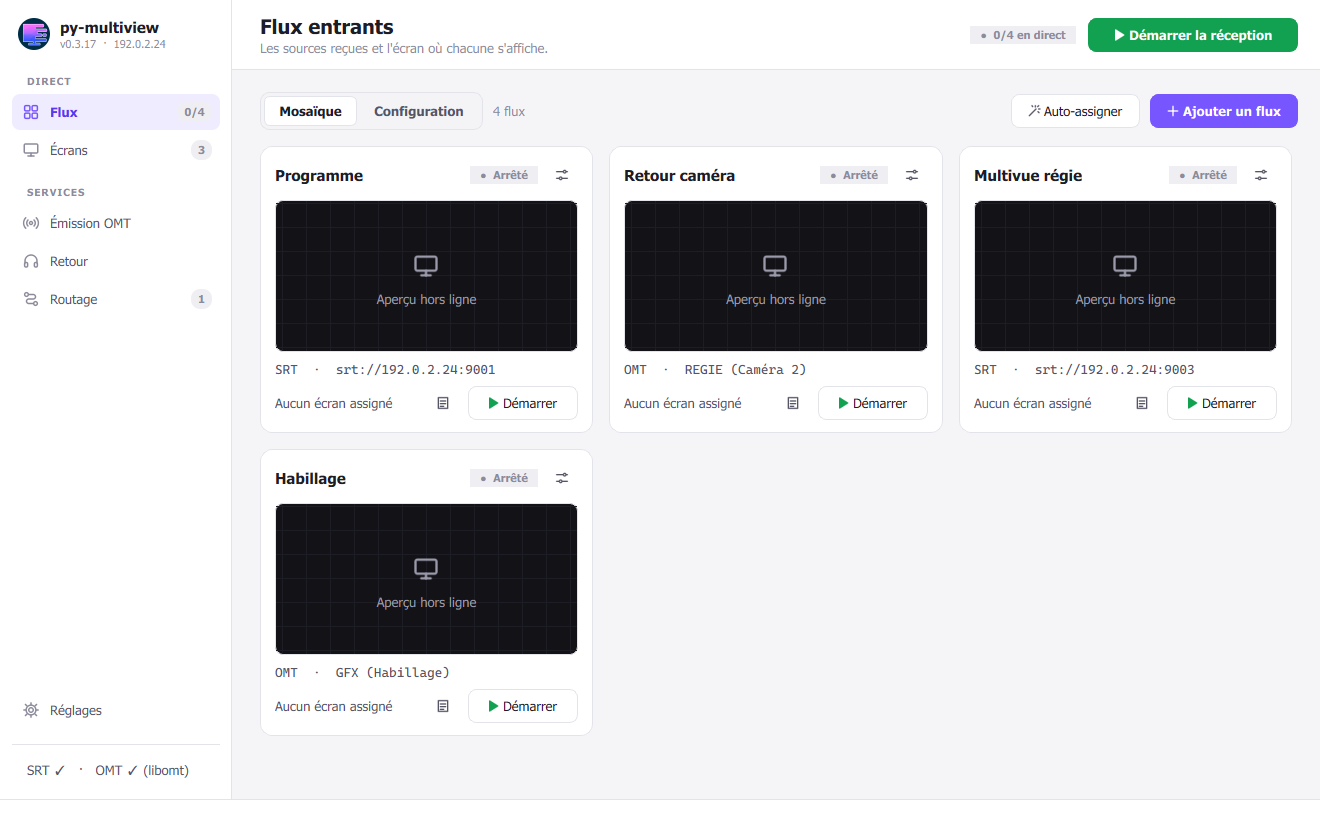 py-multiview
v0.3.17 · 192.0.2.24
DIRECT
Flux 0/4
Écrans 3
SERVICES
Émission OMT
Retour
Routage 1
Réglages
SRT ✓ · OMT ✓ (libomt)
Flux entrants
Les sources reçues et l'écran où chacune s'affiche.
● 0/4 en direct
Démarrer la réception
Mosaïque Configuration 4 flux
Auto-assigner
+ Ajouter un flux
Programme ● Arrêté
Aperçu hors ligne
SRT · srt://192.0.2.24:9001
Aucun écran assigné Démarrer
Retour caméra ● Arrêté
Aperçu hors ligne
OMT · REGIE (Caméra 2)
Aucun écran assigné Démarrer
Multivue régie ● Arrêté
Aperçu hors ligne
SRT · srt://192.0.2.24:9003
Aucun écran assigné Démarrer
Habillage ● Arrêté
Aperçu hors ligne
OMT · GFX (Habillage)
Aucun écran assigné Démarrer